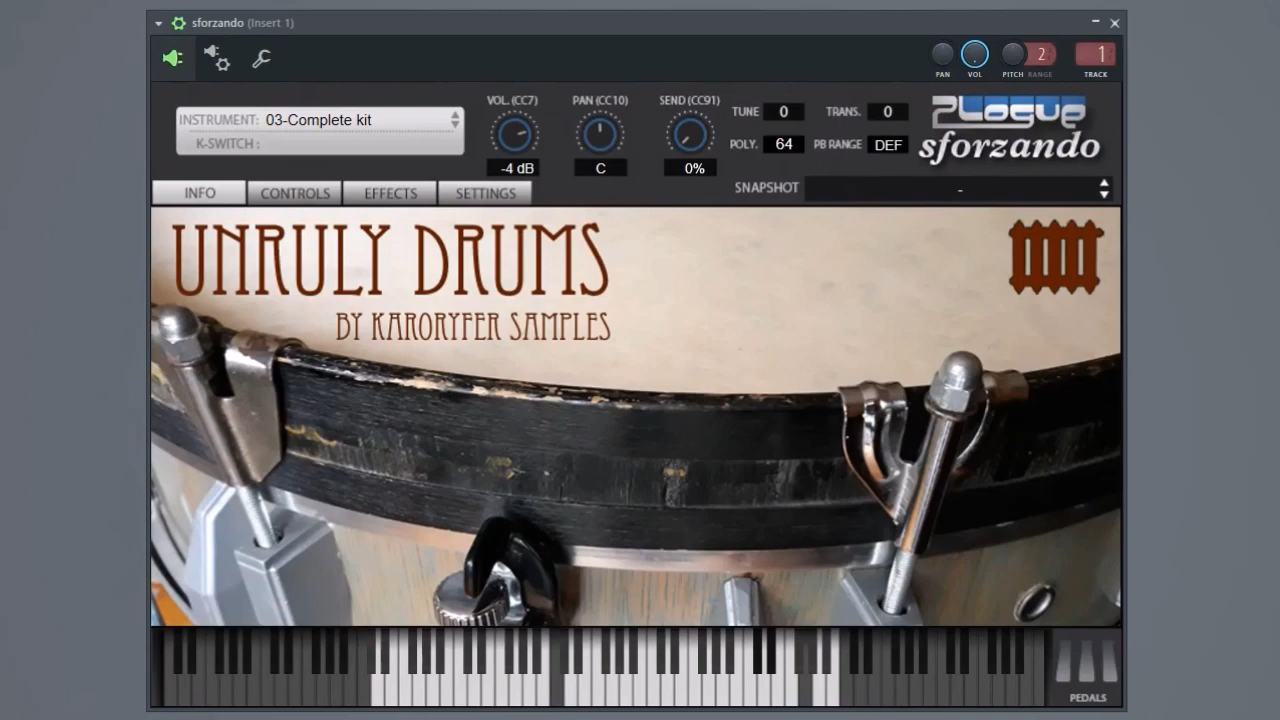 sforzando (Insert 1)
2
1
PAN VOL PITCH RANGE TRACK
VOL. (CC7) PAN (CC10) SEND (CC91)
INSTRUMENT: 03-Complete kit
K-SWITCH :
TUNE 0 TRANS. 0
POLY. 64 PB RANGE DEF
-4 dB C 0%
PLOGUE
sforzando
INFO CONTROLS EFFECTS SETTINGS
SNAPSHOT -
UNRULY DRUMS
BY KARORYFER SAMPLES
PEDALS